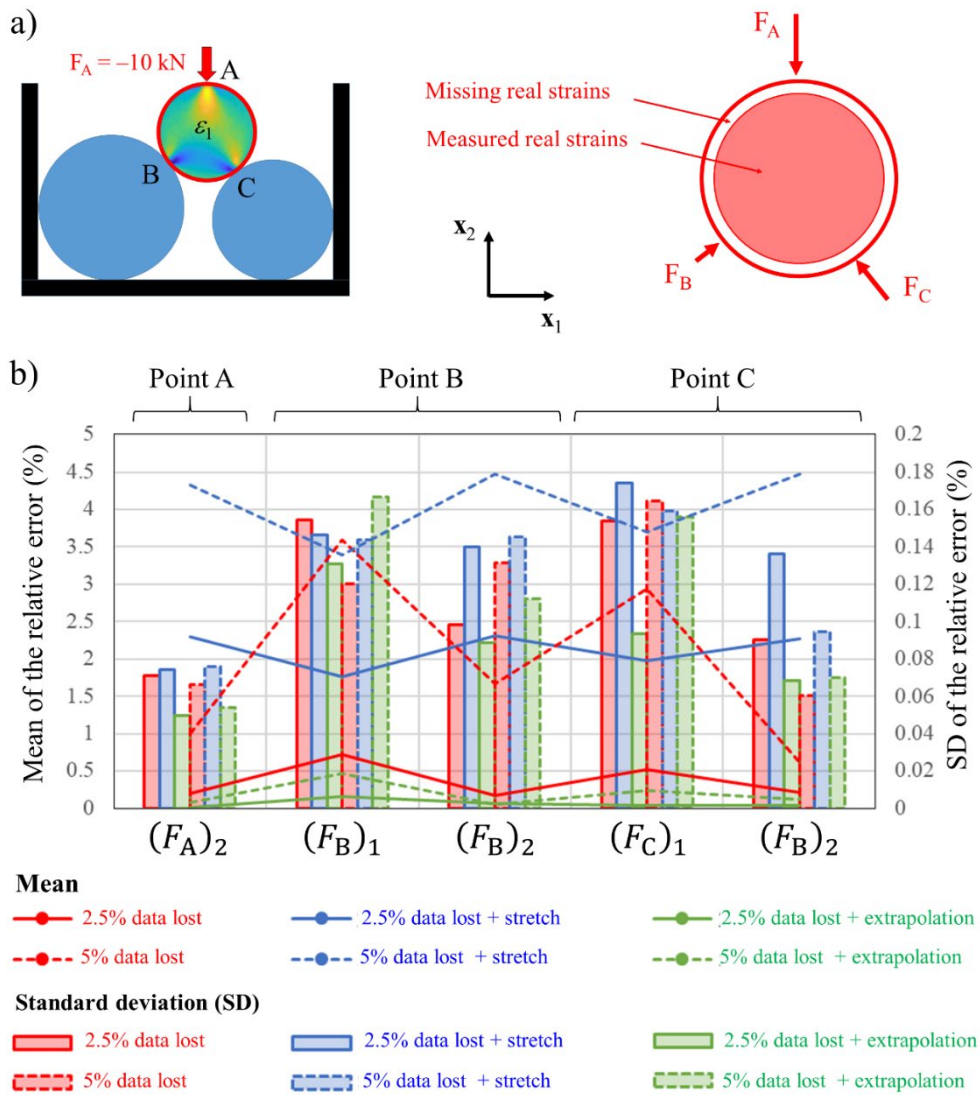 a)
F_A = –10 kN
A
ε_1
B
C
F_A
Missing real strains
Measured real strains
x_2
x_1
F_B
F_C
b)
Point A
Point B
Point C
Mean of the relative error (%)
5
4.5
4
3.5
3
2.5
2
1.5
1
0.5
0
0.2
0.18
0.16
0.14
0.12
0.1
0.08
0.06
0.04
0.02
0
SD of the relative error (%)
(F_A)_2
(F_B)_1
(F_B)_2
(F_C)_1
(F_B)_2
Mean
2.5% data lost
2.5% data lost + stretch
2.5% data lost + extrapolation
5% data lost
5% data lost + stretch
5% data lost + extrapolation
Standard deviation (SD)
2.5% data lost
2.5% data lost + stretch
2.5% data lost + extrapolation
5% data lost
5% data lost + stretch
5% data lost + extrapolation